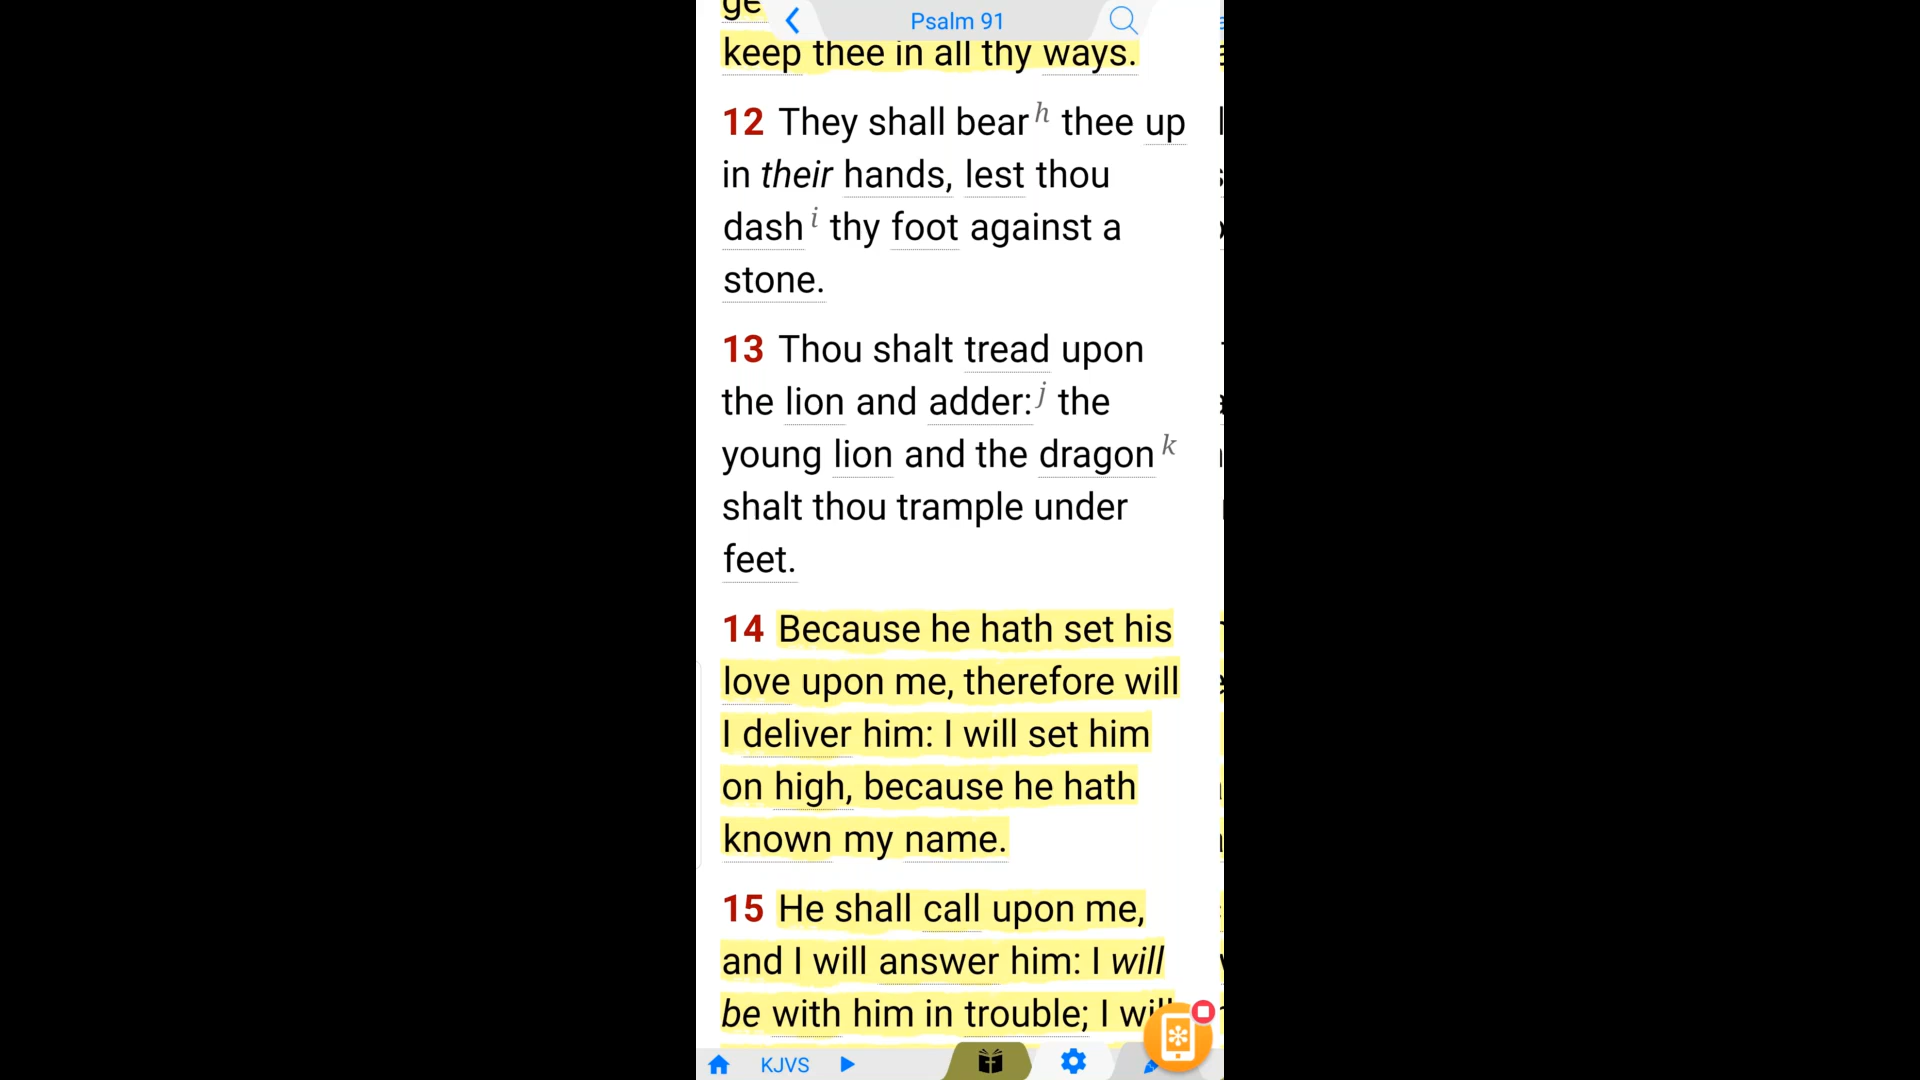 ge
Psalm 91
keep thee in all thy ways.
12 They shall bear h thee up
in their hands, lest thou
dash i thy foot against a
stone.
13 Thou shalt tread upon
the lion and adder: j the
young lion and the dragon k
shalt thou trample under
feet.
14 Because he hath set his
love upon me, therefore will
I deliver him: I will set him
on high, because he hath
known my name.
15 He shall call upon me,
and I will answer him: I will
be with him in trouble; I will
KJVS